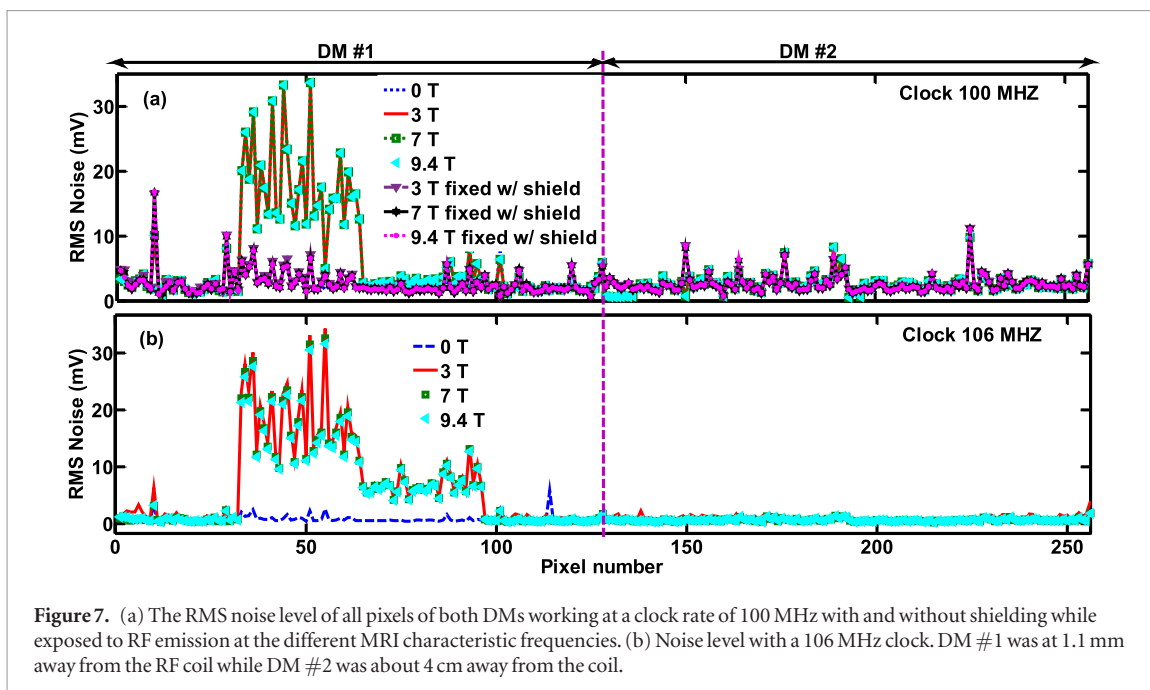 DM #1
DM #2
(a)
Clock 100 MHZ
RMS Noise (mV)
30
20
10
0
0 T
3 T
7 T
9.4 T
3 T fixed w/ shield
7 T fixed w/ shield
9.4 T fixed w/ shield
(b)
Clock 106 MHZ
RMS Noise (mV)
30
20
10
0
0 T
3 T
7 T
9.4 T
0
50
100
150
200
250
Pixel number
Figure 7. (a) The RMS noise level of all pixels of both DMs working at a clock rate of 100 MHz with and without shielding while
exposed to RF emission at the different MRI characteristic frequencies. (b) Noise level with a 106 MHz clock. DM #1 was at 1.1 mm
away from the RF coil while DM #2 was about 4 cm away from the coil.